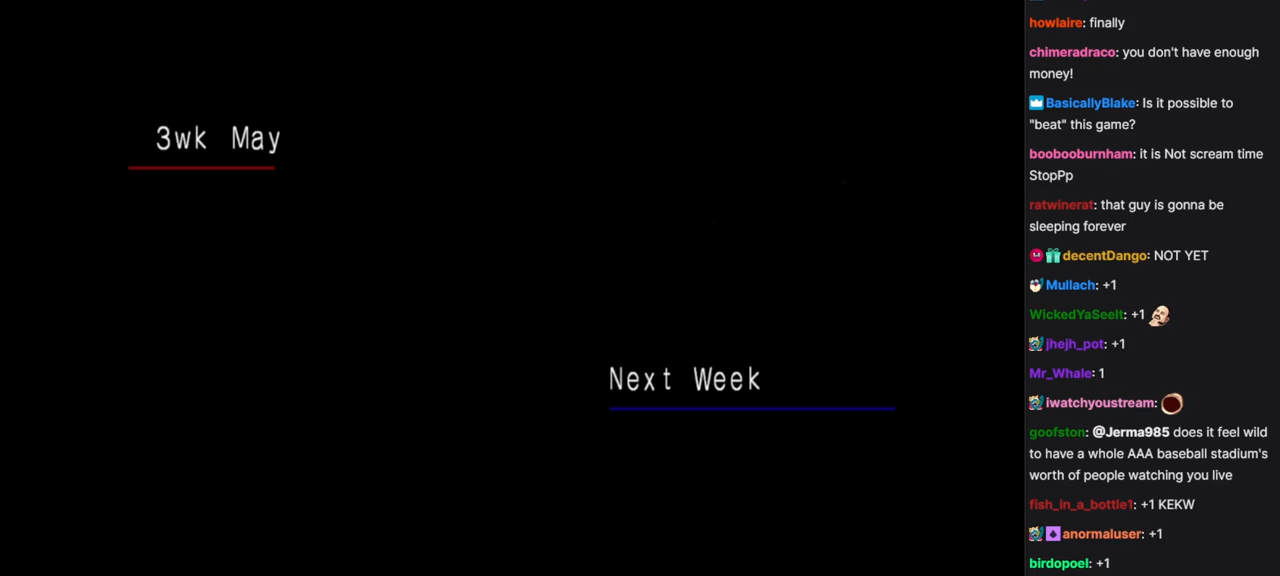 3wk May
Next Week
howlaire: finally
chimeradraco: you don't have enough
money!
BasicallyBlake: Is it possible to
"beat" this game?
boobooburnham: it is Not scream time
StopPp
ratwinerat: that guy is gonna be
sleeping forever
decentDango: NOT YET
Mullach: +1
WickedYaSeeIt: +1
jhejh_pot: +1
Mr_Whale: 1
iwatchyoustream:
goofston: @Jerma985 does it feel wild
to have a whole AAA baseball stadium's
worth of people watching you live
fish_in_a_bottle1: +1 KEKW
anormaluser: +1
birdopoel: +1